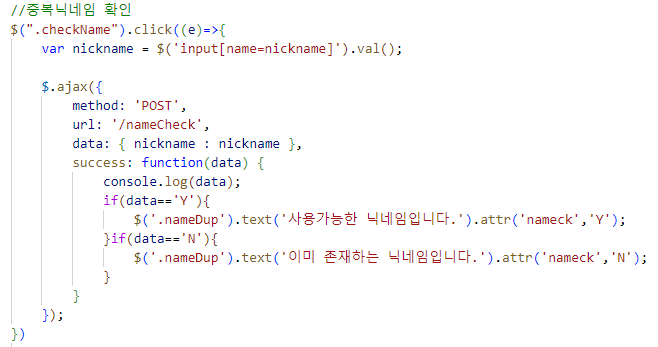 //중복닉네임 확인
$(".checkName").click((e)=>{
    var nickname = $('input[name=nickname]').val();

    $.ajax({
        method: 'POST',
        url: '/nameCheck',
        data: { nickname : nickname },
        success: function(data) {
            console.log(data);
            if(data=='Y'){
                $('.nameDup').text('사용가능한 닉네임입니다.').attr('nameck','Y');
            }if(data=='N'){
                $('.nameDup').text('이미 존재하는 닉네임입니다.').attr('nameck','N');
            }
        }
    });
})